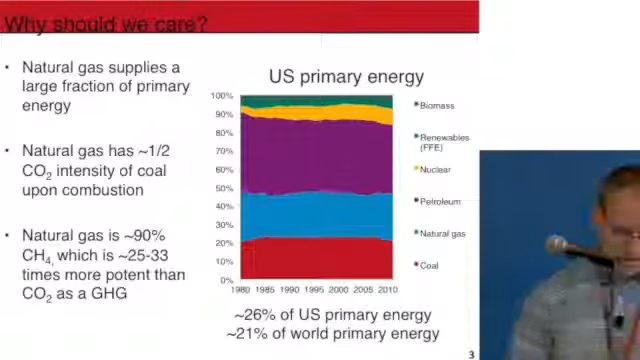 Why should we care?
• Natural gas supplies a
large fraction of primary
energy
• Natural gas has ~1/2
CO2 intensity of coal
upon combustion
• Natural gas is ~90%
CH4, which is ~25-33
times more potent than
CO2 as a GHG
US primary energy
100%
90%
80%
70%
60%
50%
40%
30%
20%
10%
0%
1980 1985 1990 1995 2000 2005 2010
Biomass
Renewables
(FFE)
Nuclear
Petroleum
Natural gas
Coal
~26% of US primary energy
~21% of world primary energy
3